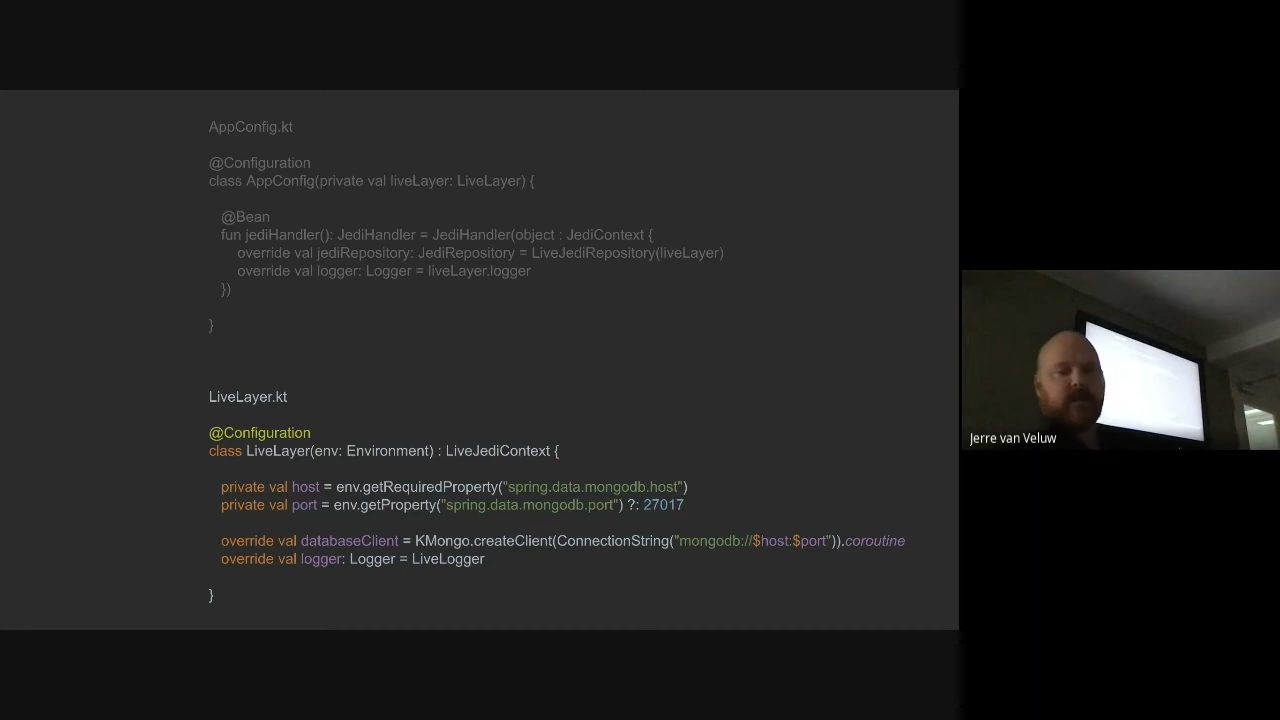 AppConfig.kt
@Configuration
class AppConfig(private val liveLayer: LiveLayer) {
@Bean
fun jediHandler(): JediHandler = JediHandler(object : JediContext {
override val jediRepository: JediRepository = LiveJediRepository(liveLayer)
override val logger: Logger = liveLayer.logger
})
}
LiveLayer.kt
@Configuration
class LiveLayer(env: Environment) : LiveJediContext {
private val host = env.getRequiredProperty("spring.data.mongodb.host")
private val port = env.getProperty("spring.data.mongodb.port") ?: 27017
override val databaseClient = KMongo.createClient(ConnectionString("mongodb://$host:$port")).coroutine
override val logger: Logger = LiveLogger
}
Jerre van Veluw